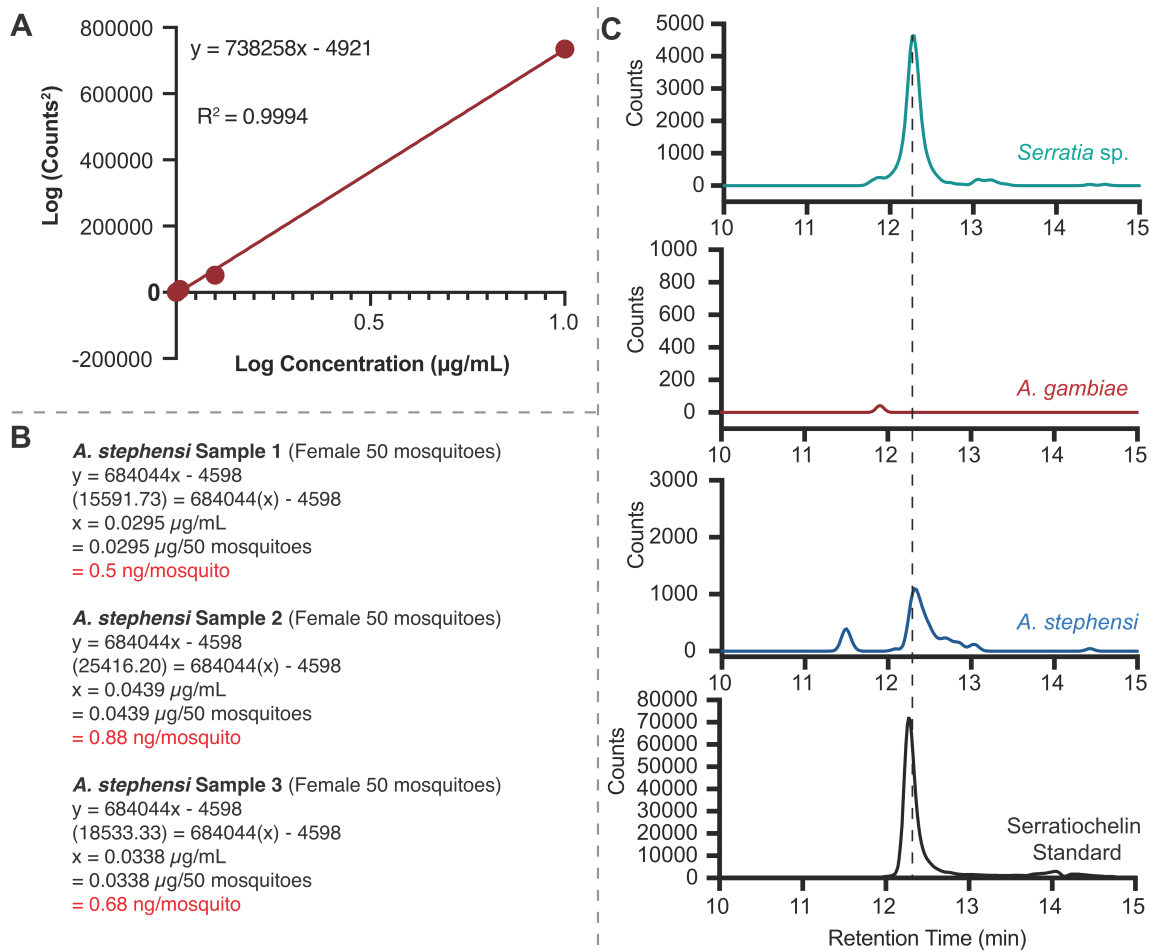 A
800000
600000
400000
200000
0
-200000
y = 738258x - 4921
R² = 0.9994
0.5
1.0
Log (Counts²)
Log Concentration (µg/mL)
B
A. stephensi Sample 1 (Female 50 mosquitoes)
y = 684044x - 4598
(15591.73) = 684044(x) - 4598
x = 0.0295 µg/mL
= 0.0295 µg/50 mosquitoes
= 0.5 ng/mosquito
A. stephensi Sample 2 (Female 50 mosquitoes)
y = 684044x - 4598
(25416.20) = 684044(x) - 4598
x = 0.0439 µg/mL
= 0.0439 µg/50 mosquitoes
= 0.88 ng/mosquito
A. stephensi Sample 3 (Female 50 mosquitoes)
y = 684044x - 4598
(18533.33) = 684044(x) - 4598
x = 0.0338 µg/mL
= 0.0338 µg/50 mosquitoes
= 0.68 ng/mosquito
C
5000
4000
3000
2000
1000
0
Counts
Serratia sp.
10 11 12 13 14 15
1000
800
600
400
200
0
Counts
A. gambiae
10 11 12 13 14 15
3000
2000
1000
0
Counts
A. stephensi
10 11 12 13 14 15
80000
70000
60000
50000
40000
30000
20000
10000
0
Counts
Serratiochelin
Standard
10 11 12 13 14 15
Retention Time (min)